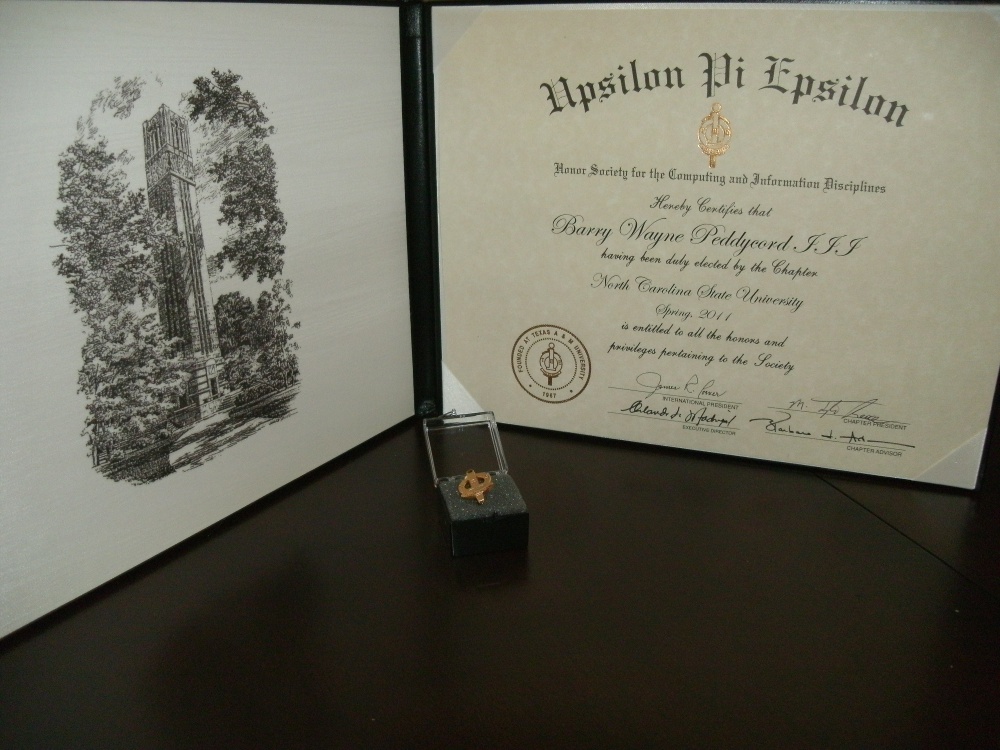 Upsilon Pi Epsilon
Honor Society for the Computing and Information Disciplines
Hereby Certifies that
Barry Wayne Peddycord III
having been duly elected by the Chapter
North Carolina State University
Spring, 2011
is entitled to all the honors and
privileges pertaining to the Society
FOUNDED AT TEXAS A & M UNIVERSITY
1967
James R.
INTERNATIONAL PRESIDENT
CHAPTER PRESIDENT
EXECUTIVE DIRECTOR
CHAPTER ADVISOR